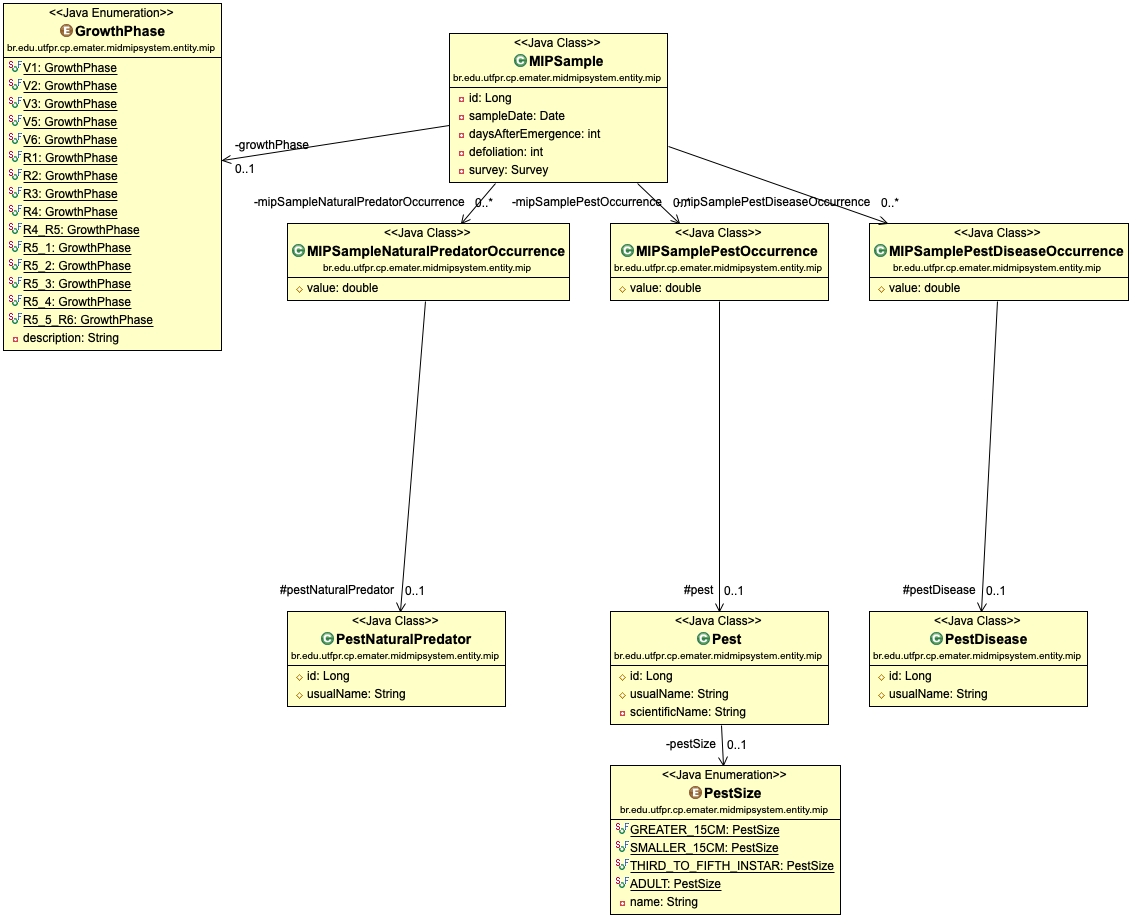 <<Java Enumeration>>
GrowthPhase
br.edu.utfpr.cp.emater.midmipsystem.entity.mip
V1: GrowthPhase
V2: GrowthPhase
V3: GrowthPhase
V5: GrowthPhase
V6: GrowthPhase
R1: GrowthPhase
R2: GrowthPhase
R3: GrowthPhase
R4: GrowthPhase
R4_R5: GrowthPhase
R5_1: GrowthPhase
R5_2: GrowthPhase
R5_3: GrowthPhase
R5_4: GrowthPhase
R5_5_R6: GrowthPhase
description: String
<<Java Class>>
MIPSample
br.edu.utfpr.cp.emater.midmipsystem.entity.mip
id: Long
sampleDate: Date
daysAfterEmergence: int
defoliation: int
survey: Survey
-growthPhase
0..1
-mipSampleNaturalPredatorOccurrence 0..*
-mipSamplePestOccurrence 0..*
-mipSamplePestDiseaseOccurrence 0..*
<<Java Class>>
MIPSampleNaturalPredatorOccurrence
br.edu.utfpr.cp.emater.midmipsystem.entity.mip
value: double
<<Java Class>>
MIPSamplePestOccurrence
br.edu.utfpr.cp.emater.midmipsystem.entity.mip
value: double
<<Java Class>>
MIPSamplePestDiseaseOccurrence
br.edu.utfpr.cp.emater.midmipsystem.entity.mip
value: double
#pestNaturalPredator 0..1
#pest 0..1
#pestDisease 0..1
<<Java Class>>
PestNaturalPredator
br.edu.utfpr.cp.emater.midmipsystem.entity.mip
id: Long
usualName: String
<<Java Class>>
Pest
br.edu.utfpr.cp.emater.midmipsystem.entity.mip
id: Long
usualName: String
scientificName: String
<<Java Class>>
PestDisease
br.edu.utfpr.cp.emater.midmipsystem.entity.mip
id: Long
usualName: String
-pestSize 0..1
<<Java Enumeration>>
PestSize
br.edu.utfpr.cp.emater.midmipsystem.entity.mip
GREATER_15CM: PestSize
SMALLER_15CM: PestSize
THIRD_TO_FIFTH_INSTAR: PestSize
ADULT: PestSize
name: String